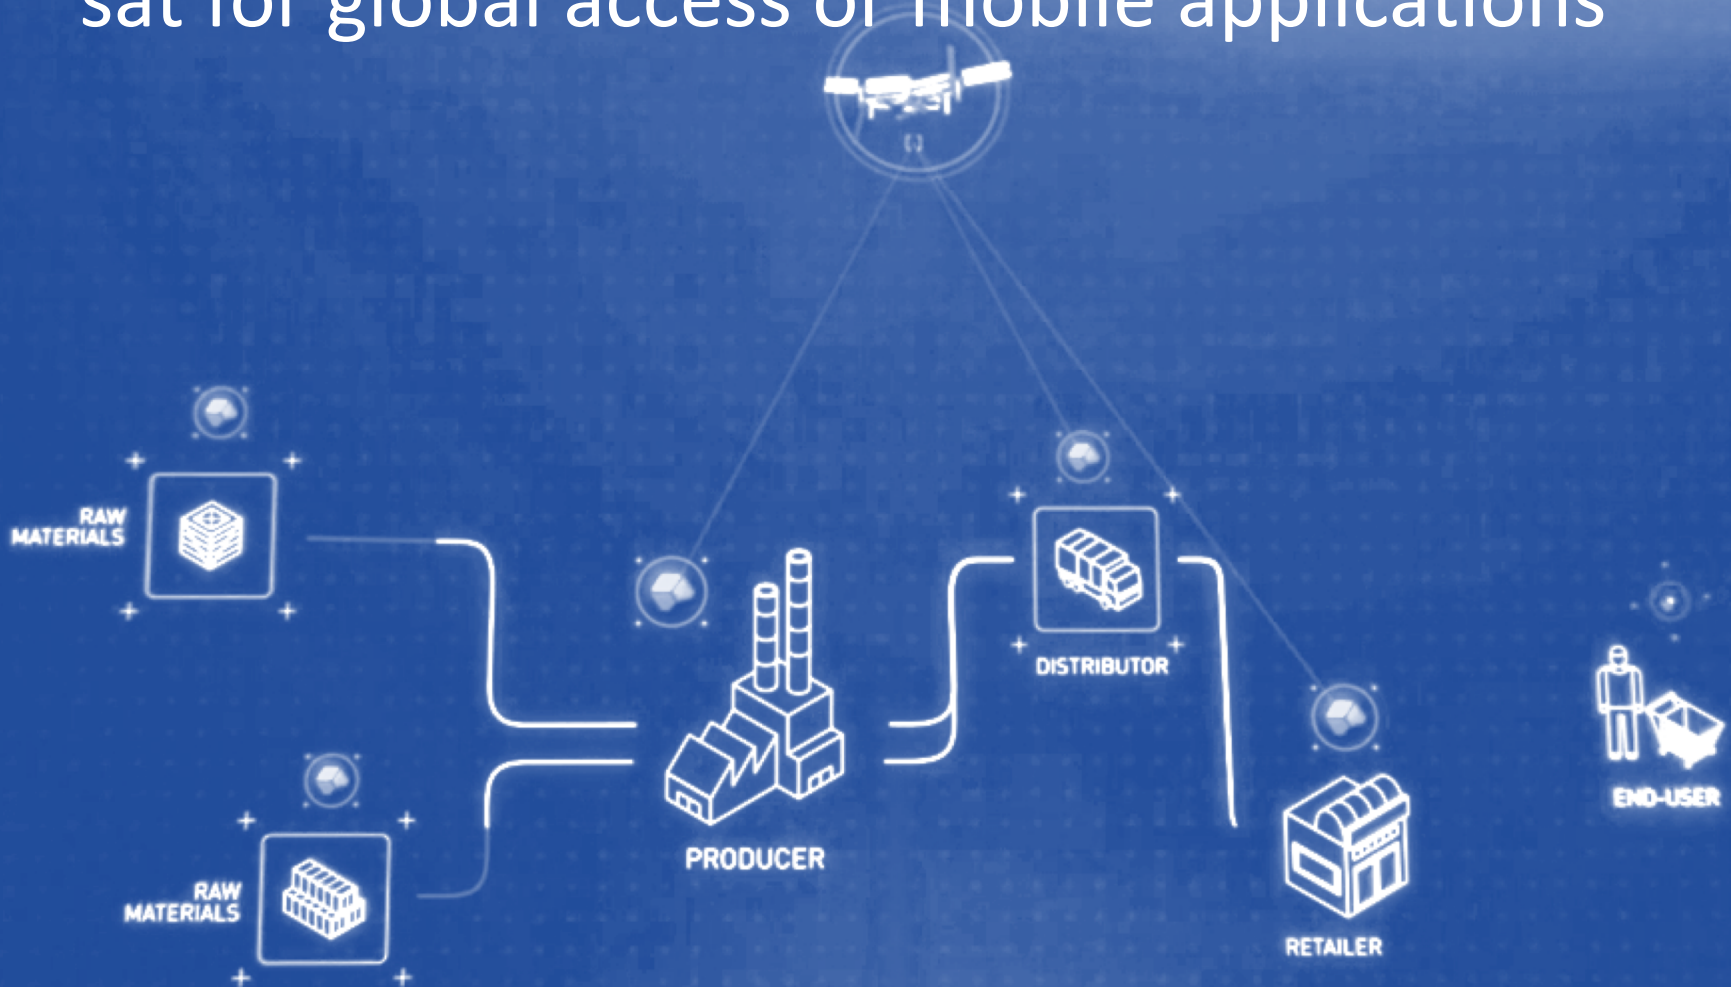 sat for global access of mobile applications
RAW
MATERIALS
PRODUCER
DISTRIBUTOR
RAW
MATERIALS
RETAILER
END-USER